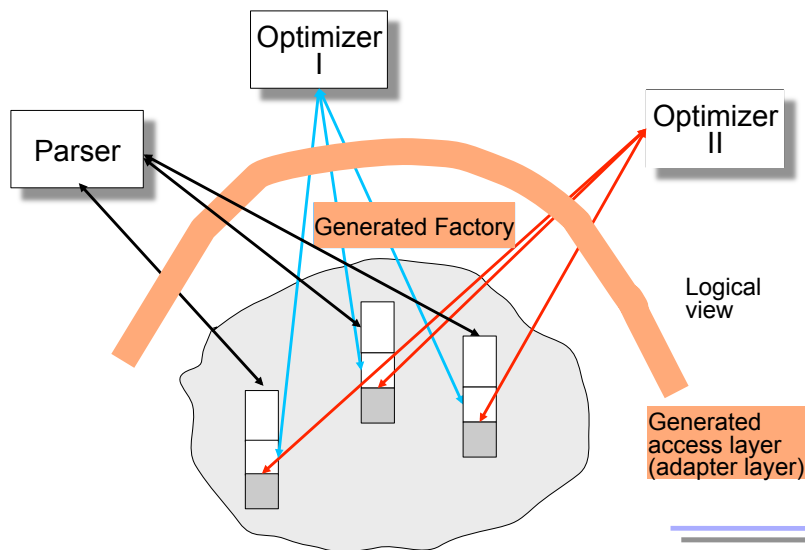 Optimizer
I
Parser
Optimizer
II
Generated Factory
Logical
view
Generated
access layer
(adapter layer)